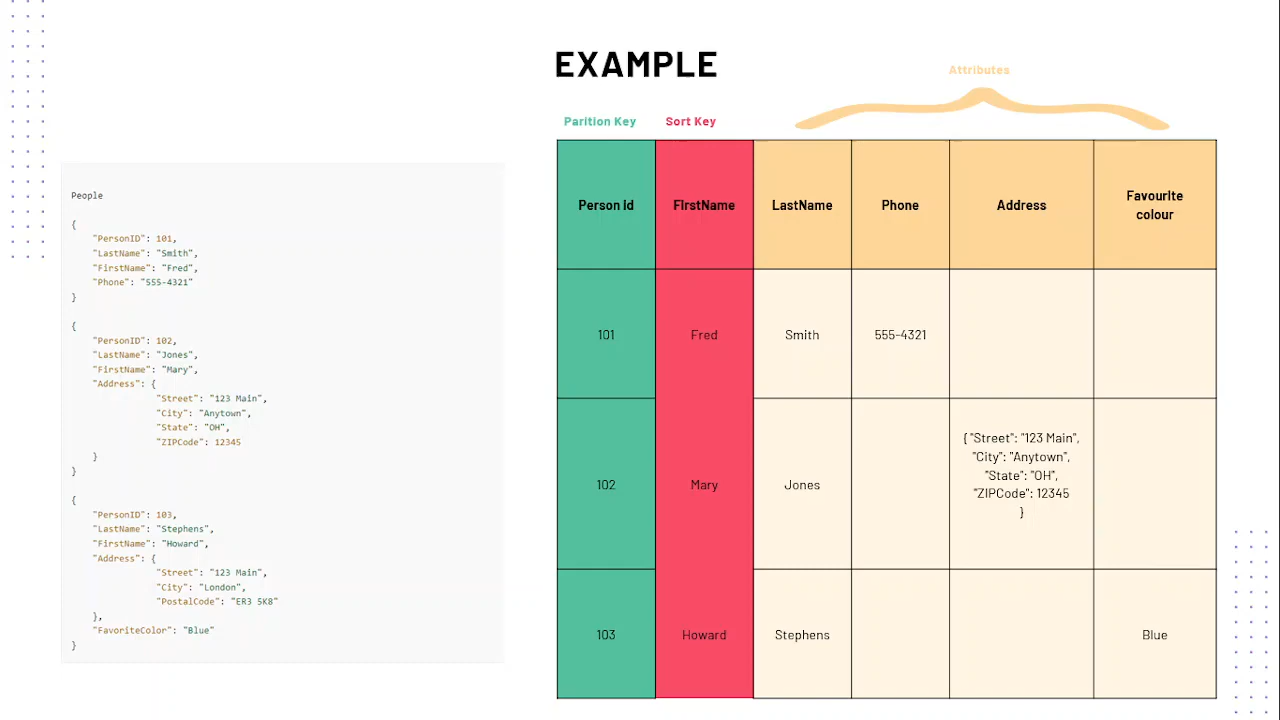 EXAMPLE
Attributes
Parition Key
Sort Key
People
{
"PersonID": 101,
"LastName": "Smith",
"FirstName": "Fred",
"Phone": "555-4321"
}
{
"PersonID": 102,
"LastName": "Jones",
"FirstName": "Mary",
"Address": {
"Street": "123 Main",
"City": "Anytown",
"State": "OH",
"ZIPCode": 12345
}
}
{
"PersonID": 103,
"LastName": "Stephens",
"FirstName": "Howard",
"Address": {
"Street": "123 Main",
"City": "London",
"PostalCode": "ER3 5K8"
},
"FavoriteColor": "Blue"
}
Person Id
FirstName
LastName
Phone
Address
Favourite
colour
101
Fred
Smith
555-4321
102
Mary
Jones
{ "Street": "123 Main",
"City": "Anytown",
"State": "OH",
"ZIPCode": 12345
}
103
Howard
Stephens
Blue